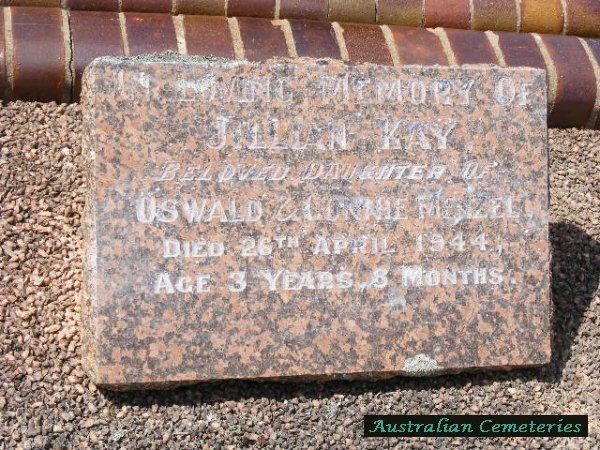 In Loving Memory Of
Jillian Kay
Beloved Daughter Of
Oswald & Connie Menzel,
Died 26th April 1944,
Age 3 Years, 8 Months.
Australian Cemeteries